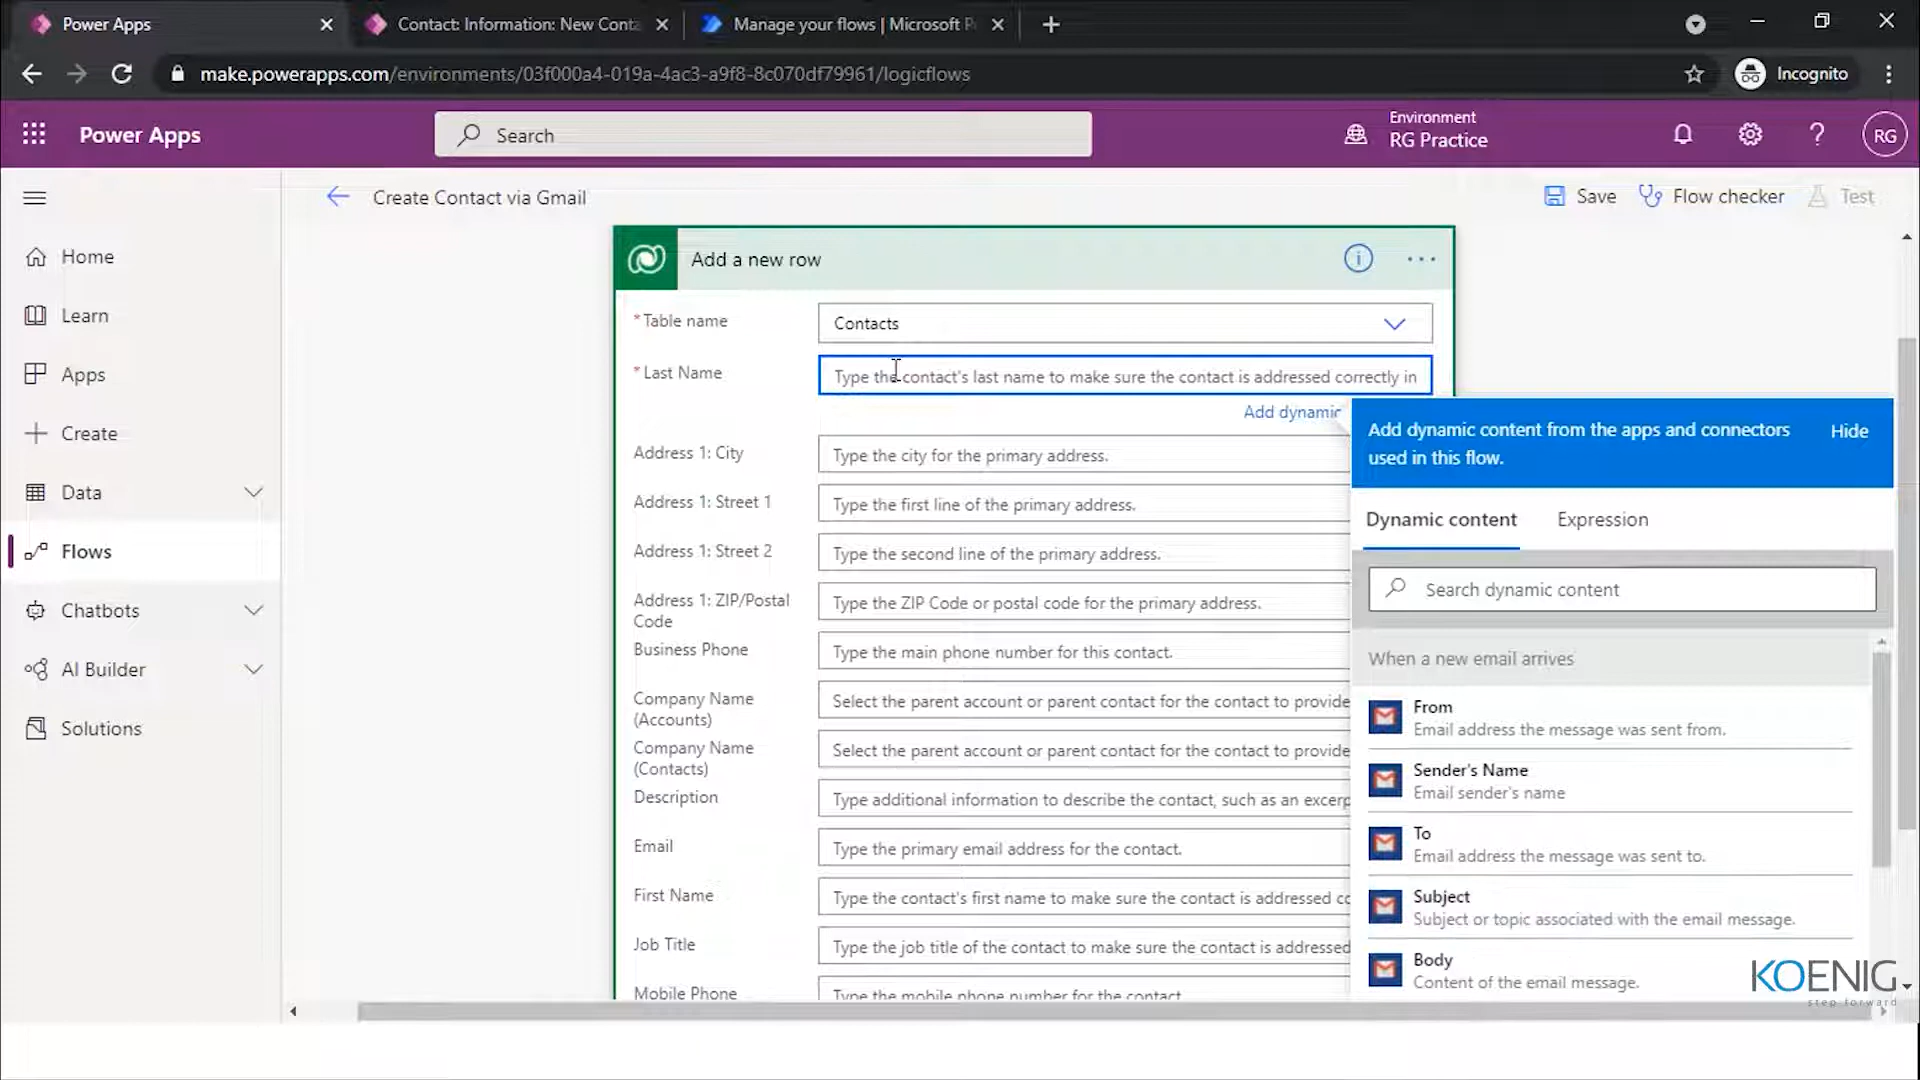 Power Apps
Contact: Information: New Conta
Manage your flows | Microsoft P
make.powerapps.com/environments/03f000a4-019a-4ac3-a9f8-8c070df79961/logicflows
Incognito
Power Apps
Search
Environment
RG Practice
RG
Create Contact via Gmail
Save
Flow checker
Test
Home
Learn
Apps
Create
Data
Flows
Chatbots
AI Builder
Solutions
Add a new row
* Table name
Contacts
* Last Name
Type the contact's last name to make sure the contact is addressed correctly in
Add dynamic
Address 1: City
Type the city for the primary address.
Address 1: Street 1
Type the first line of the primary address.
Address 1: Street 2
Type the second line of the primary address.
Address 1: ZIP/Postal
Code
Type the ZIP Code or postal code for the primary address.
Business Phone
Type the main phone number for this contact.
Company Name
(Accounts)
Select the parent account or parent contact for the contact to provide
Company Name
(Contacts)
Select the parent account or parent contact for the contact to provide
Description
Type additional information to describe the contact, such as an excerp
Email
Type the primary email address for the contact.
First Name
Type the contact's first name to make sure the contact is addressed co
Job Title
Type the job title of the contact to make sure the contact is addressed
Mobile Phone
Type the mobile phone number for the contact
Add dynamic content from the apps and connectors
used in this flow.
Hide
Dynamic content
Expression
Search dynamic content
When a new email arrives
From
Email address the message was sent from.
Sender's Name
Email sender's name
To
Email address the message was sent to.
Subject
Subject or topic associated with the email message.
Body
Content of the email message.
KOENIG
step forward